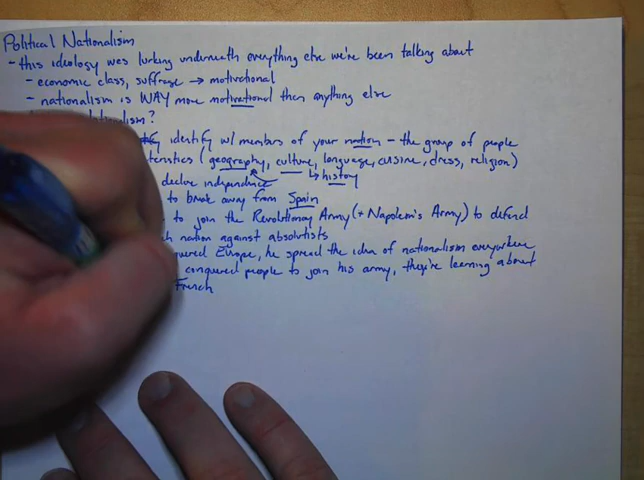 Political Nationalism
- this ideology was lurking underneath everything else we've been talking about
- economic class, suffrage → motivational
- nationalism is WAY more motivational than anything else
nationalism?
identify w/ members of your nation - the group of people
(geography, culture, language, cuisine, dress, religion)
declare independence ↳ history
to break away from Spain
to join the Revolutionary Army (+ Napoleon's Army) to defend
nation against absolutists
Europe, he spread the idea of nationalism everywhere
conquered people to join his army, they're learning about
French